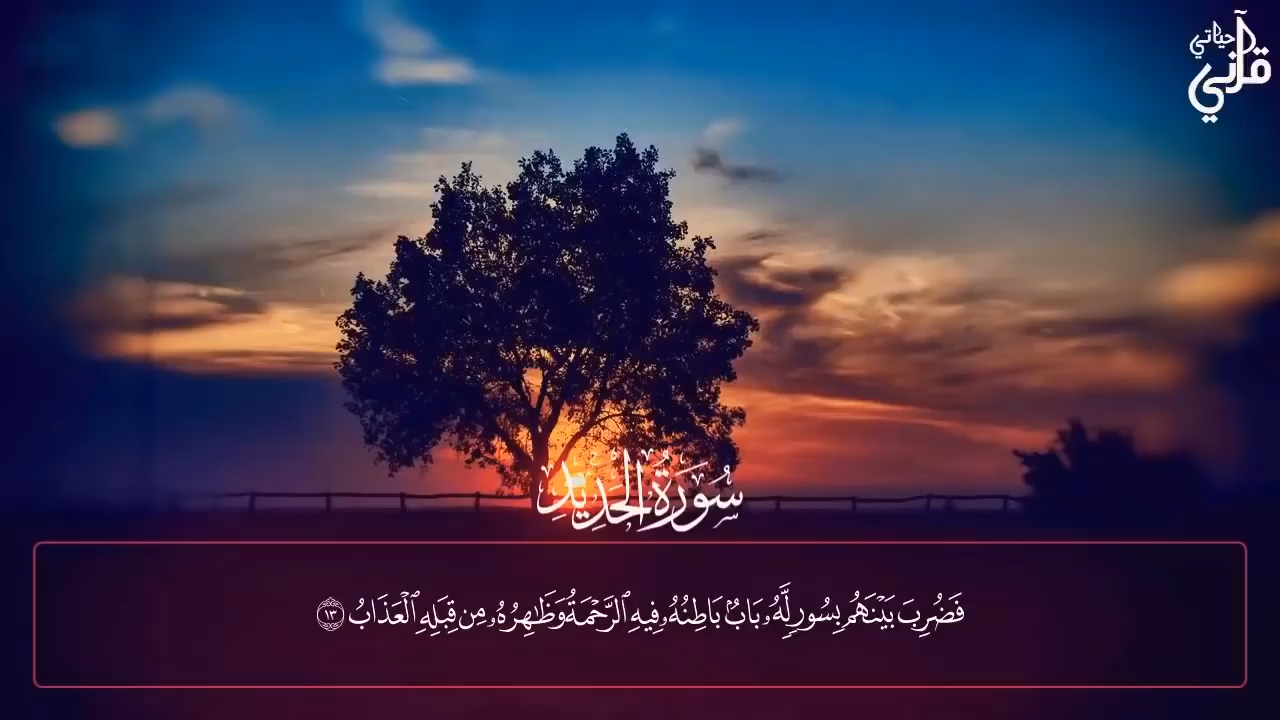 قرآني حياتي
سُورَةُ الحَدِيدِ
فَضُرِبَ بَيْنَهُم بِسُورٍ لَّهُۥ بَابٌۢ بَاطِنُهُۥ فِيهِ ٱلرَّحْمَةُ وَظَـٰهِرُهُۥ مِن قِبَلِهِ ٱلْعَذَابُ ١٣